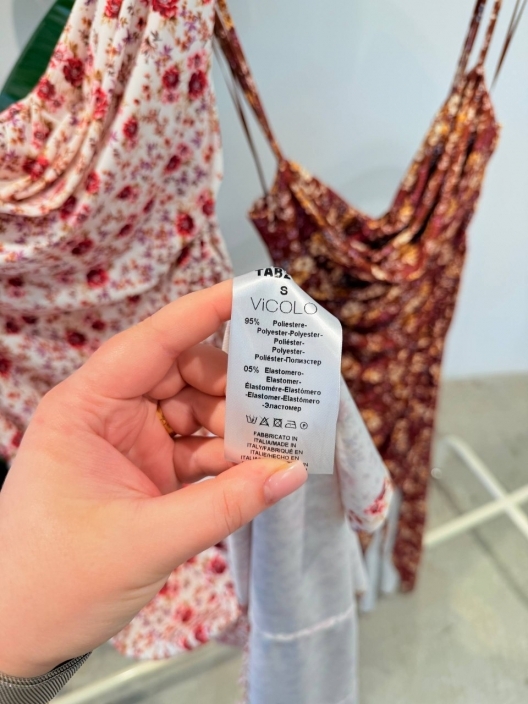 S
ViCOLO
95% Poliestere-
Polyester-Polyester-
Poliéster-
Polyester-
Poliéster-Полиэстер
05% Elastomero-
Elastomer-
Élastomère-Elastómero
-Elastomer-Elastómero
-Эластомер
FABBRICATO IN
ITALIA/MADE IN
ITALY/FABRIQUÉ EN
ITALIE/HECHO EN